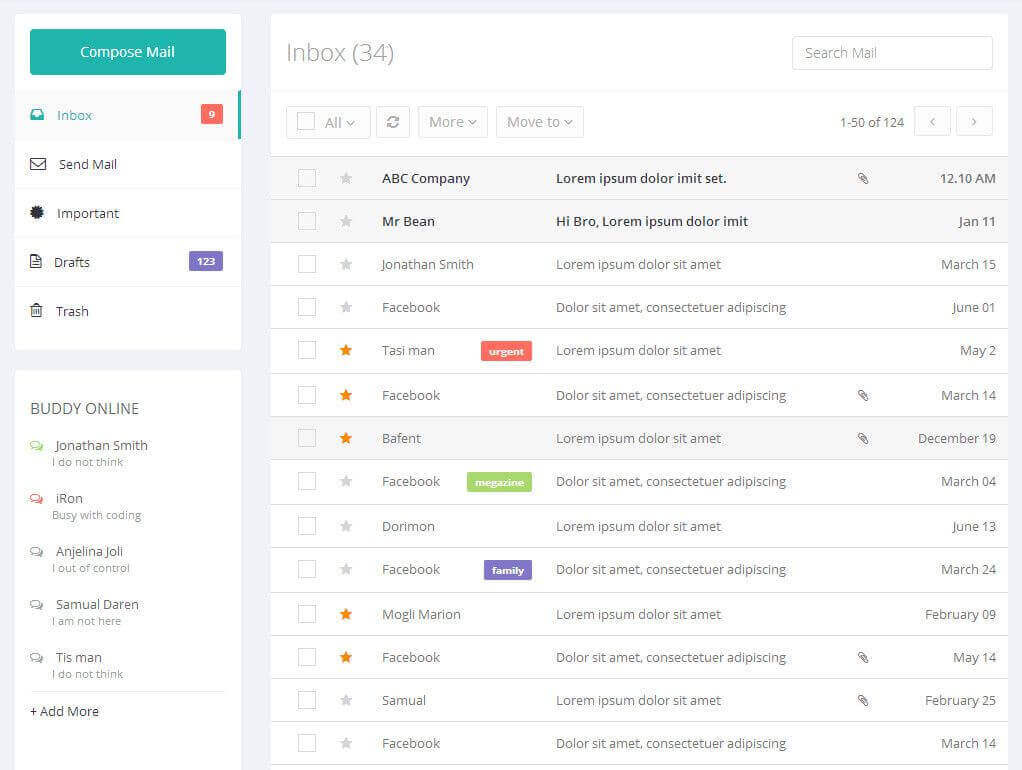 Compose Mail
Inbox 9
Send Mail
Important
Drafts 123
Trash
BUDDY ONLINE
Jonathan Smith
I do not think
iRon
Busy with coding
Anjelina Joli
I out of control
Samual Daren
I am not here
Tis man
I do not think
+ Add More
Inbox (34)
Search Mail
All More Move to 1-50 of 124
ABC Company Lorem ipsum dolor imit set. 12.10 AM
Mr Bean Hi Bro, Lorem ipsum dolor imit Jan 11
Jonathan Smith Lorem ipsum dolor sit amet March 15
Facebook Dolor sit amet, consectetuer adipiscing June 01
Tasi man urgent Lorem ipsum dolor sit amet May 2
Facebook Dolor sit amet, consectetuer adipiscing March 14
Bafent Lorem ipsum dolor sit amet December 19
Facebook megazine Dolor sit amet, consectetuer adipiscing March 04
Dorimon Lorem ipsum dolor sit amet June 13
Facebook family Dolor sit amet, consectetuer adipiscing March 24
Mogli Marion Lorem ipsum dolor sit amet February 09
Facebook Dolor sit amet, consectetuer adipiscing May 14
Samual Lorem ipsum dolor sit amet February 25
Facebook Dolor sit amet, consectetuer adipiscing March 14